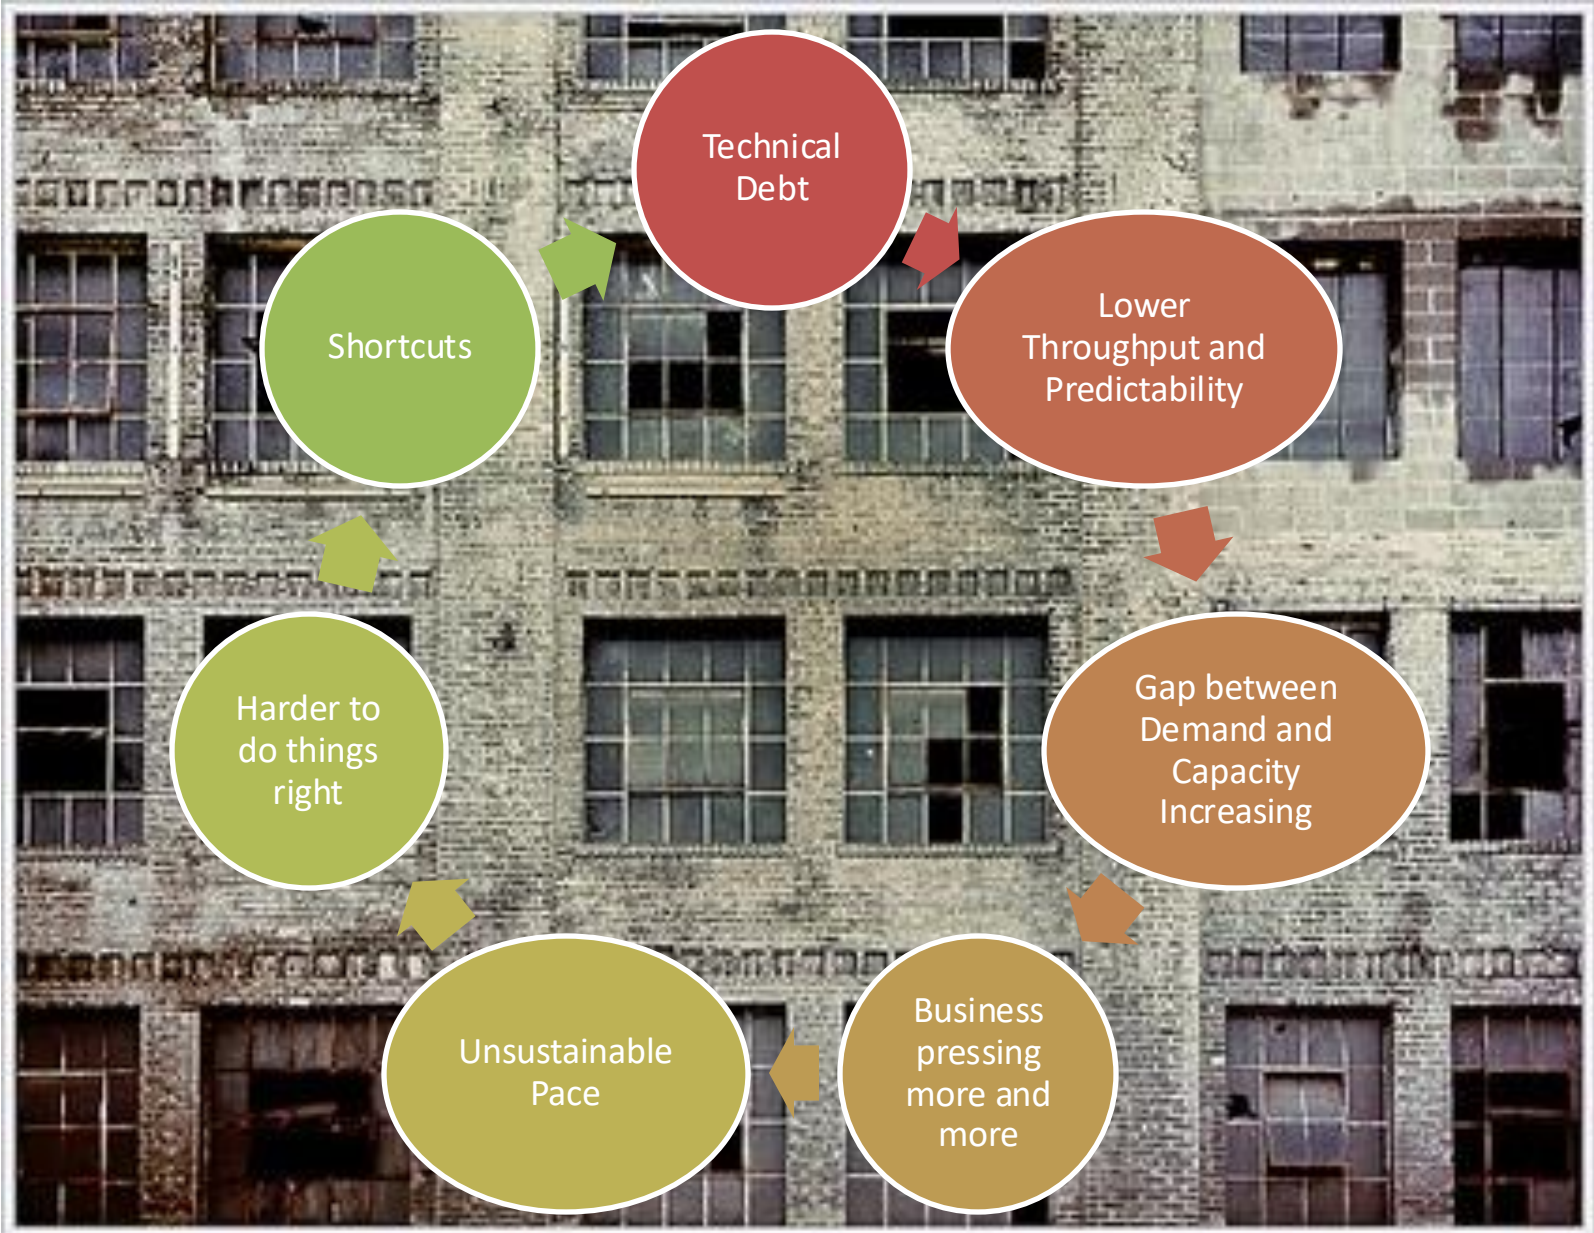 Technical
Debt
Lower
Throughput and
Predictability
Gap between
Demand and
Capacity
Increasing
Business
pressing
more and
more
Unsustainable
Pace
Harder to
do things
right
Shortcuts